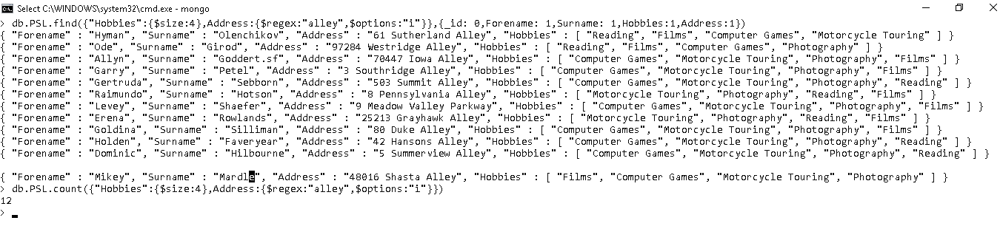 Select C:\WINDOWS\system32\cmd.exe - mongo
> db.PSL.find({"Hobbies":{$size:4},Address:{$regex:"alley",$options:"i"}},{_id: 0,Forename: 1,Surname: 1,Hobbies:1,Address:1})
{ "Forename" : "Hyman", "Surname" : "Olenchikov", "Address" : "61 Sutherland Alley", "Hobbies" : [ "Reading", "Films", "Computer Games", "Motorcycle Touring" ] }
{ "Forename" : "Ode", "Surname" : "Girod", "Address" : "97284 Westridge Alley", "Hobbies" : [ "Reading", "Films", "Computer Games", "Photography" ] }
{ "Forename" : "Allyn", "Surname" : "Goddert.sf", "Address" : "70447 Iowa Alley", "Hobbies" : [ "Computer Games", "Motorcycle Touring", "Photography", "Films" ] }
{ "Forename" : "Garry", "Surname" : "Petel", "Address" : "3 Southridge Alley", "Hobbies" : [ "Computer Games", "Motorcycle Touring", "Photography", "Films" ] }
{ "Forename" : "Gertruda", "Surname" : "Sebborn", "Address" : "503 Summit Alley", "Hobbies" : [ "Computer Games", "Motorcycle Touring", "Photography", "Reading" ] }
{ "Forename" : "Raimundo", "Surname" : "Hotson", "Address" : "8 Pennsylvania Alley", "Hobbies" : [ "Motorcycle Touring", "Photography", "Reading", "Films" ] }
{ "Forename" : "Levey", "Surname" : "Shaefer", "Address" : "9 Meadow Valley Parkway", "Hobbies" : [ "Computer Games", "Motorcycle Touring", "Photography", "Films" ] }
{ "Forename" : "Erena", "Surname" : "Rowlands", "Address" : "25213 Grayhawk Alley", "Hobbies" : [ "Motorcycle Touring", "Photography", "Reading", "Films" ] }
{ "Forename" : "Goldina", "Surname" : "Silliman", "Address" : "80 Duke Alley", "Hobbies" : [ "Computer Games", "Motorcycle Touring", "Photography", "Films" ] }
{ "Forename" : "Holden", "Surname" : "Faveryear", "Address" : "42 Hansons Alley", "Hobbies" : [ "Computer Games", "Motorcycle Touring", "Photography", "Reading" ] }
{ "Forename" : "Dominic", "Surname" : "Hilbourne", "Address" : "5 Summerview Alley", "Hobbies" : [ "Computer Games", "Motorcycle Touring", "Photography", "Reading" ] }
{ "Forename" : "Mikey", "Surname" : "Mardle", "Address" : "48016 Shasta Alley", "Hobbies" : [ "Films", "Computer Games", "Motorcycle Touring", "Photography" ] }
> db.PSL.count({"Hobbies":{$size:4},Address:{$regex:"alley",$options:"i"}})
12
>